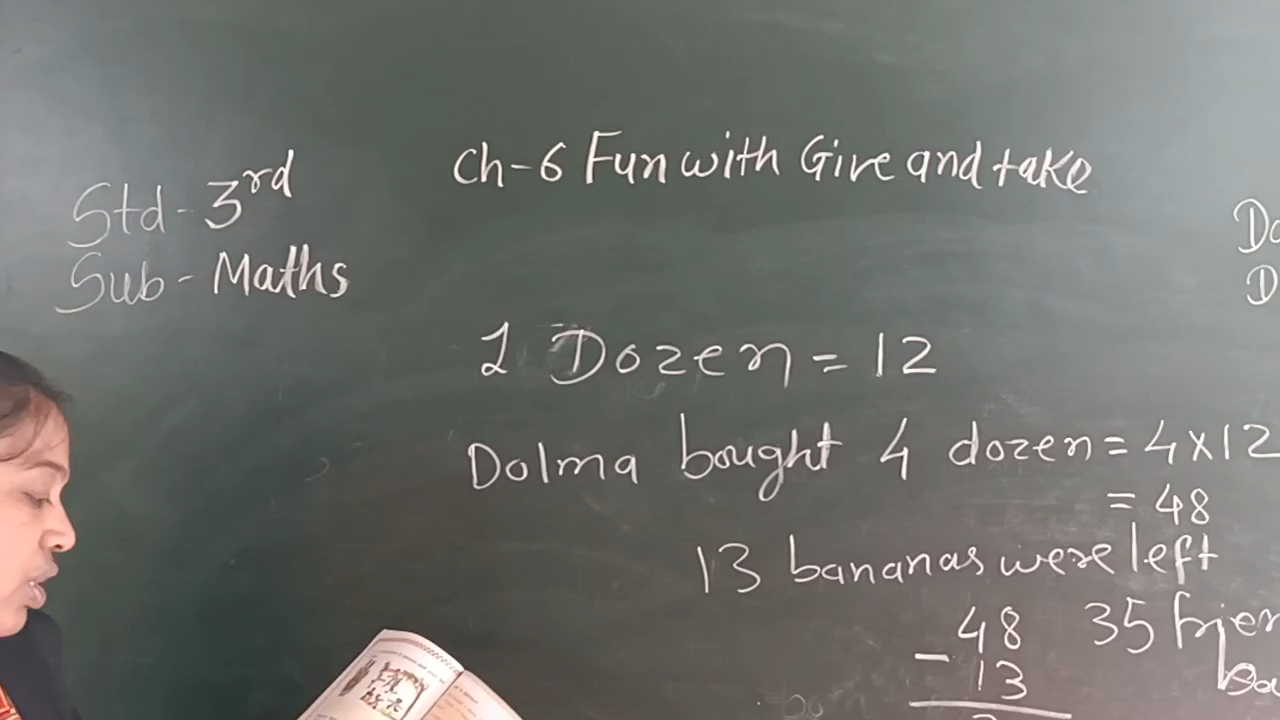 Std - 3rd
Sub - Maths
Ch-6 Fun with Give and take
1 Dozen = 12
Dolma bought 4 dozen = 4x12
= 48
13 bananas were left
48
- 13
35